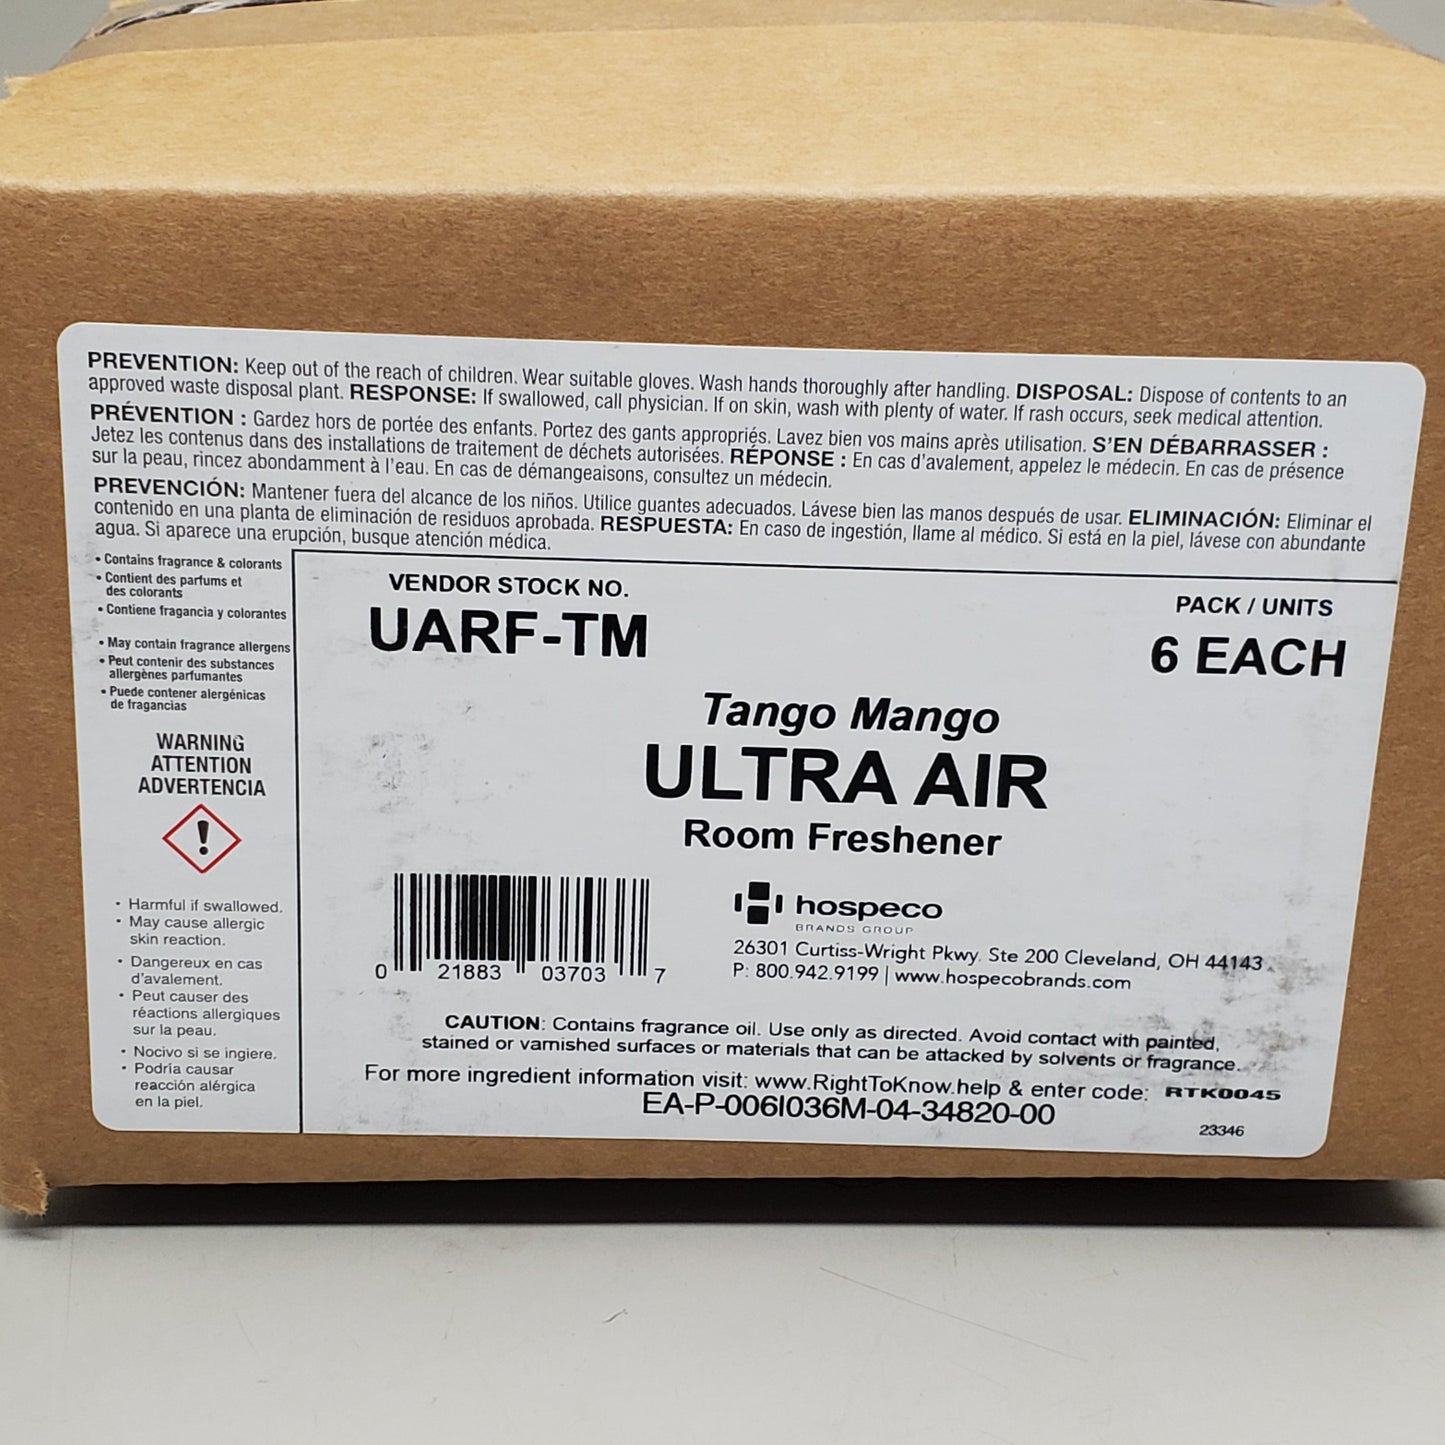 PREVENTION: Keep out of the reach of children. Wear suitable gloves. Wash hands thoroughly after handling. DISPOSAL: Dispose of contents to an
approved waste disposal plant. RESPONSE: If swallowed, call physician. If on skin, wash with plenty of water. If rash occurs, seek medical attention.
PRÉVENTION : Gardez hors de portée des enfants. Portez des gants appropriés. Lavez bien vos mains après utilisation. S'EN DÉBARRASSER :
Jetez les contenus dans des installations de traitement de déchets autorisées. RÉPONSE : En cas d'avalement, appelez le médecin. En cas de présence
sur la peau, rincez abondamment à l'eau. En cas de démangeaisons, consultez un médecin.
PREVENCIÓN: Mantener fuera del alcance de los niños. Utilice guantes adecuados. Lávese bien las manos después de usar. ELIMINACIÓN: Eliminar el
contenido en una planta de eliminación de residuos aprobada. RESPUESTA: En caso de ingestión, llame al médico. Si está en la piel, lávese con abundante
agua. Si aparece una erupción, busque atención médica.
• Contains fragrance & colorants
• Contient des parfums et
des colorants
• Contiene fragancia y colorantes
• May contain fragrance allergens
• Peut contenir des substances
allergènes parfumantes
• Puede contener alergénicas
de fragancias
WARNING
ATTENTION
ADVERTENCIA
!
• Harmful if swallowed.
• May cause allergic
skin reaction.
• Dangereux en cas
d'avalement.
• Peut causer des
réactions allergiques
sur la peau.
• Nocivo si se ingiere.
• Podría causar
reacción alérgica
en la piel.
VENDOR STOCK NO.
UARF-TM
PACK / UNITS
6 EACH
Tango Mango
ULTRA AIR
Room Freshener
0 21883 03703 7
hospeco
BRANDS GROUP
26301 Curtiss-Wright Pkwy. Ste 200 Cleveland, OH 44143
P: 800.942.9199 | www.hospecobrands.com
CAUTION: Contains fragrance oil. Use only as directed. Avoid contact with painted,
stained or varnished surfaces or materials that can be attacked by solvents or fragrance.
For more ingredient information visit: www.RightToKnow.help & enter code: RTK0045
EA-P-006I036M-04-34820-00
23346